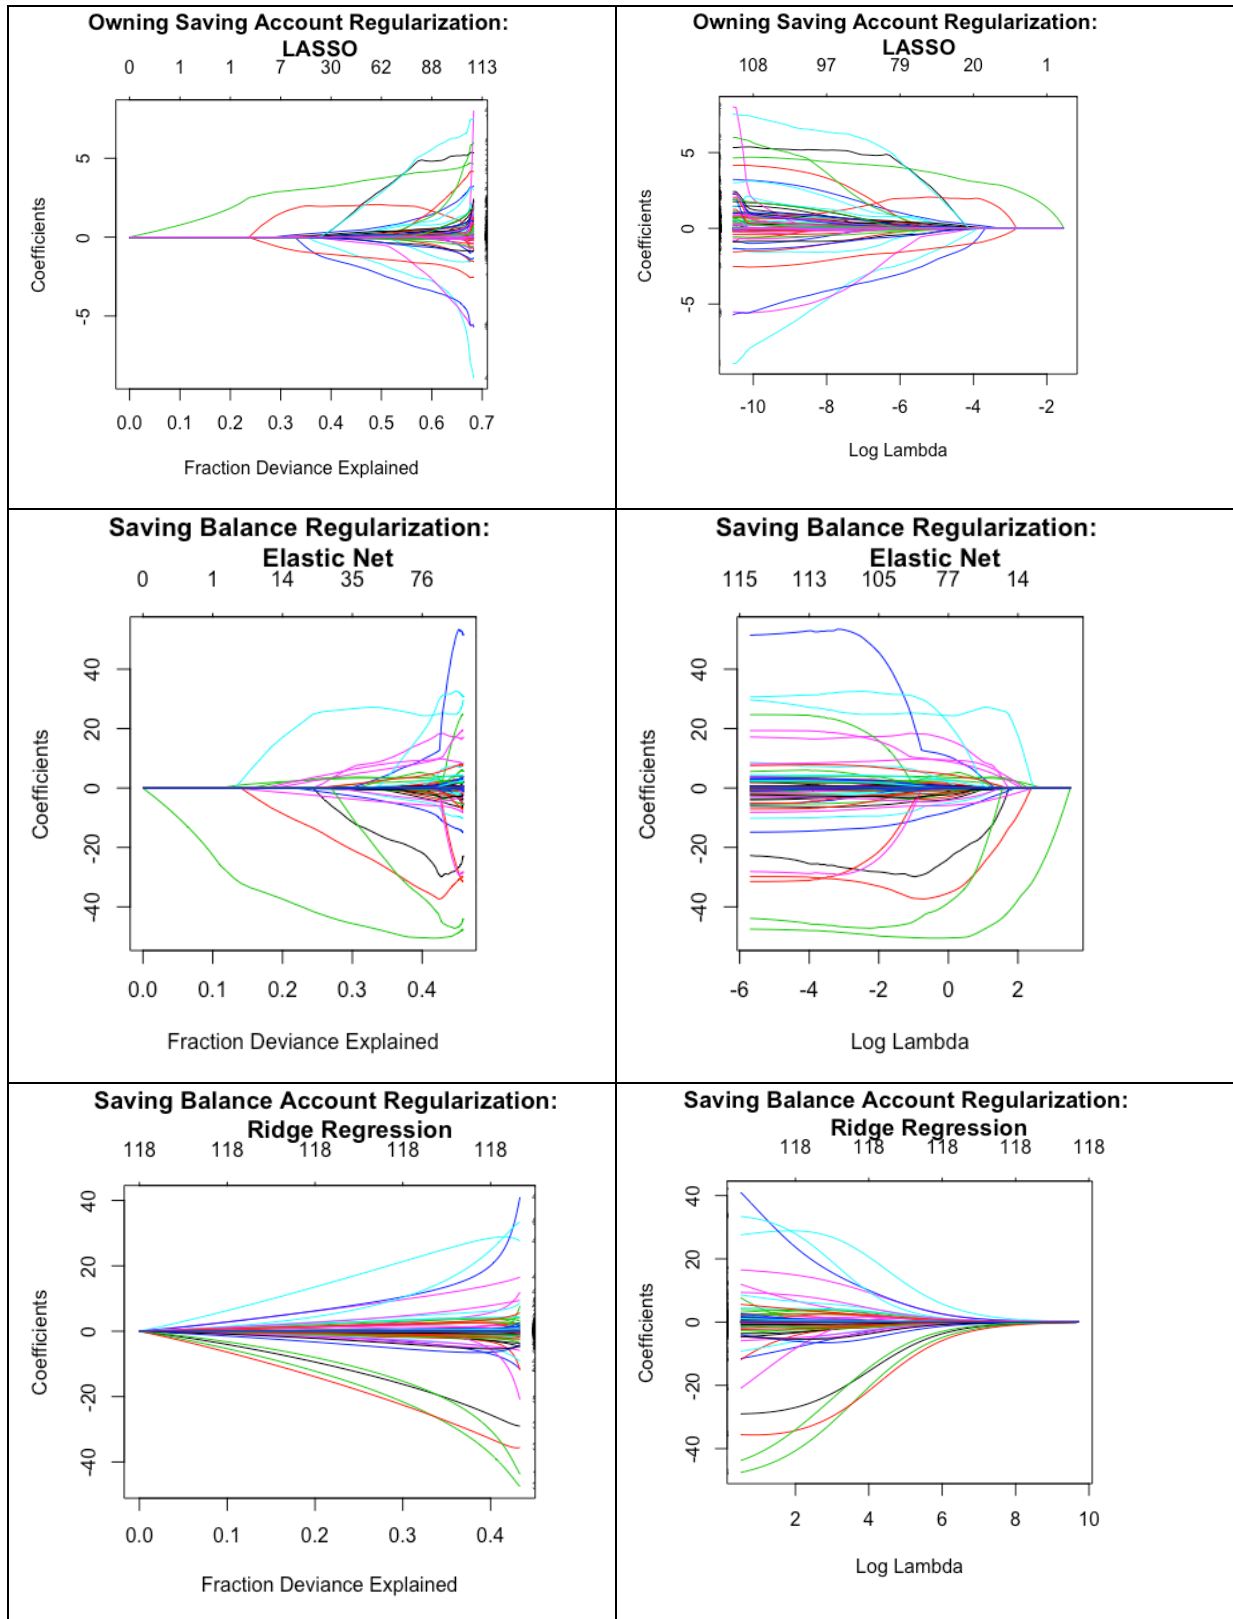 Owning Saving Account Regularization:
LASSO
0 1 1 7 30 62 88 113
Coefficients
5
0
-5
0.0 0.1 0.2 0.3 0.4 0.5 0.6 0.7
Fraction Deviance Explained
Owning Saving Account Regularization:
LASSO
108 97 79 20 1
Coefficients
5
0
-5
-10 -8 -6 -4 -2
Log Lambda
Saving Balance Regularization:
Elastic Net
0 1 14 35 76
Coefficients
40
20
0
-20
-40
0.0 0.1 0.2 0.3 0.4
Fraction Deviance Explained
Saving Balance Regularization:
Elastic Net
115 113 105 77 14
Coefficients
40
20
0
-20
-40
-6 -4 -2 0 2
Log Lambda
Saving Balance Account Regularization:
Ridge Regression
118 118 118 118 118
Coefficients
40
20
0
-20
-40
0.0 0.1 0.2 0.3 0.4
Fraction Deviance Explained
Saving Balance Account Regularization:
Ridge Regression
118 118 118 118 118
Coefficients
40
20
0
-20
-40
2 4 6 8 10
Log Lambda